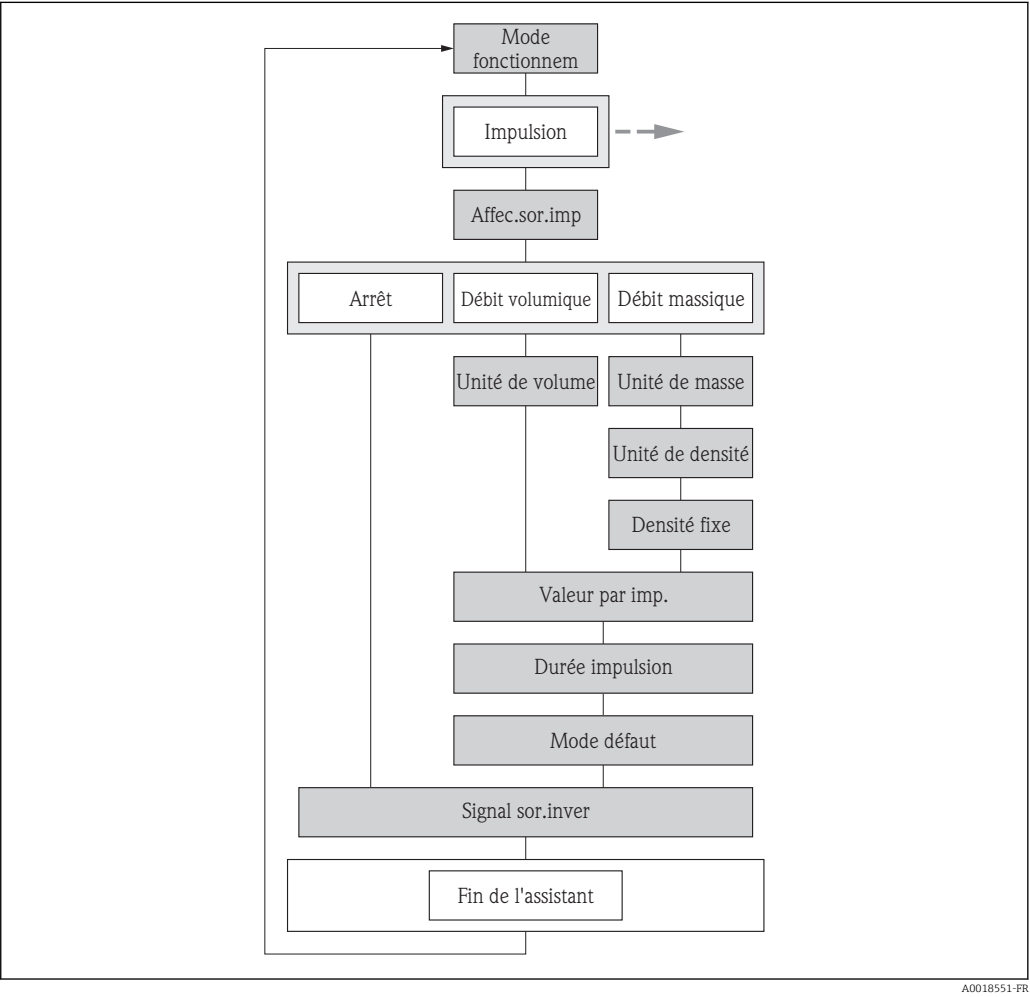 Mode
fonctionnem
Impulsion
Affec.sor.imp
Arrêt
Débit volumique
Débit massique
Unité de volume
Unité de masse
Unité de densité
Densité fixe
Valeur par imp.
Durée impulsion
Mode défaut
Signal sor.inver
Fin de l'assistant
A0018551-FR